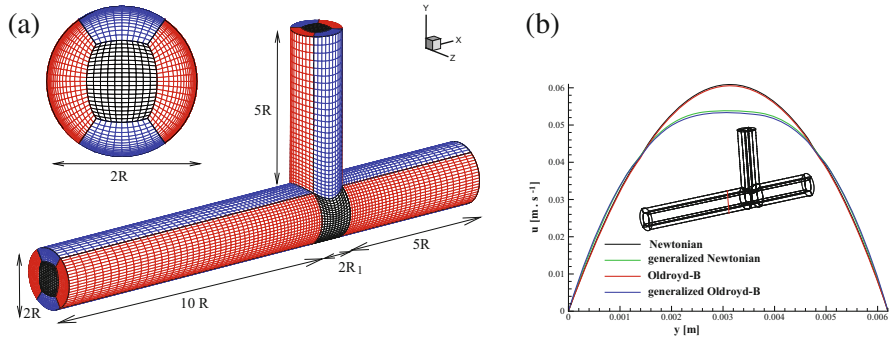 (a)
2R
5R
Y
X
Z
2R
10 R
2R₁
5R
(b)
u [m . s⁻¹]
0.06
0.05
0.04
0.03
0.02
0.01
0
Newtonian
generalized Newtonian
Oldroyd-B
generalized Oldroyd-B
0 0.001 0.002 0.003 0.004 0.005 0.006
y [m]